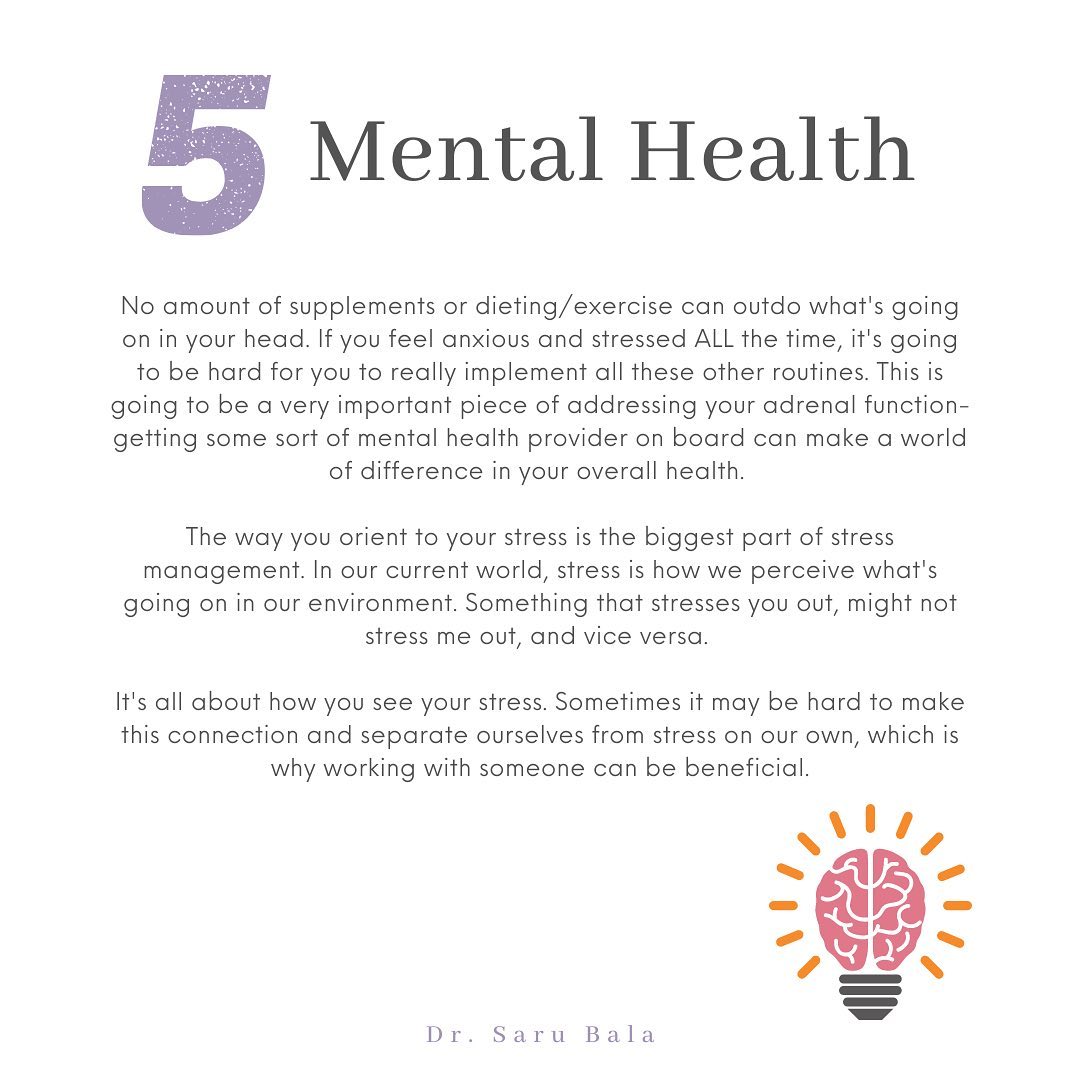 5 Mental Health
No amount of supplements or dieting/exercise can outdo what's going
on in your head. If you feel anxious and stressed ALL the time, it's going
to be hard for you to really implement all these other routines. This is
going to be a very important piece of addressing your adrenal function-
getting some sort of mental health provider on board can make a world
of difference in your overall health.
The way you orient to your stress is the biggest part of stress
management. In our current world, stress is how we perceive what's
going on in our environment. Something that stresses you out, might not
stress me out, and vice versa.
It's all about how you see your stress. Sometimes it may be hard to make
this connection and separate ourselves from stress on our own, which is
why working with someone can be beneficial.
Dr. Saru Bala